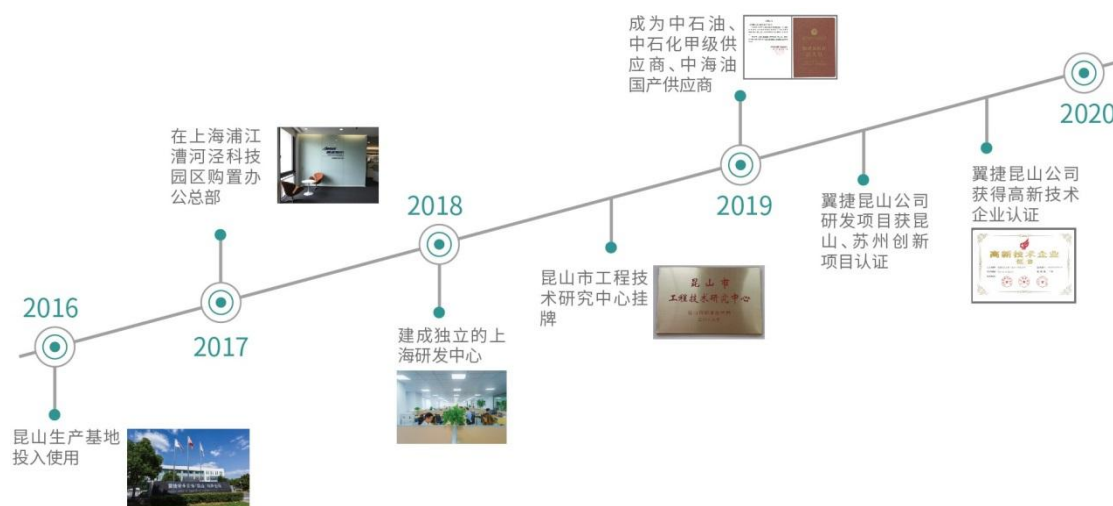 2016
昆山生产基地
投入使用
在上海浦江
漕河泾科技
园区购置办
公总部
2017
2018
建成独立的上
海研发中心
昆山市工程技
术研究中心挂
牌
昆山市
工程技术研究中心
成为中石油、
中石化甲级供
应商、中海油
国产供应商
2019
翼捷昆山公司
研发项目获昆
山、苏州创新
项目认证
翼捷昆山公司
获得高新技术
企业认证
高新技术企业
证书
2020